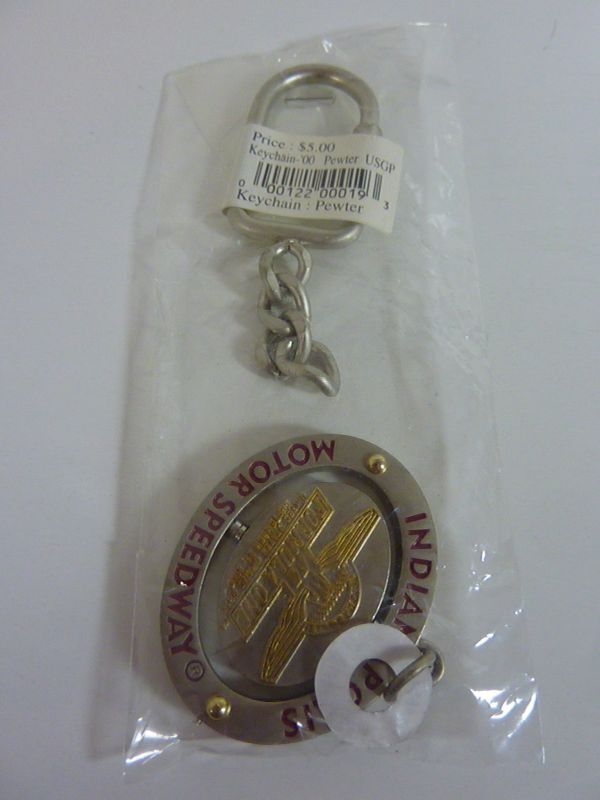 Price : $5.00
Keychain-'00 Pewter USGP
0 00122 00019 3
Keychain : Pewter
MOTOR SPEEDWAY®
INDIANAPOLIS